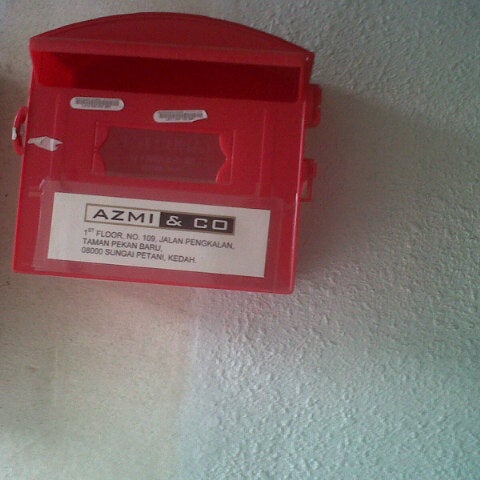 AZMI & CO
1ST FLOOR, NO. 109, JALAN PENGKALAN,
TAMAN PEKAN BARU,
08000 SUNGAI PETANI, KEDAH.